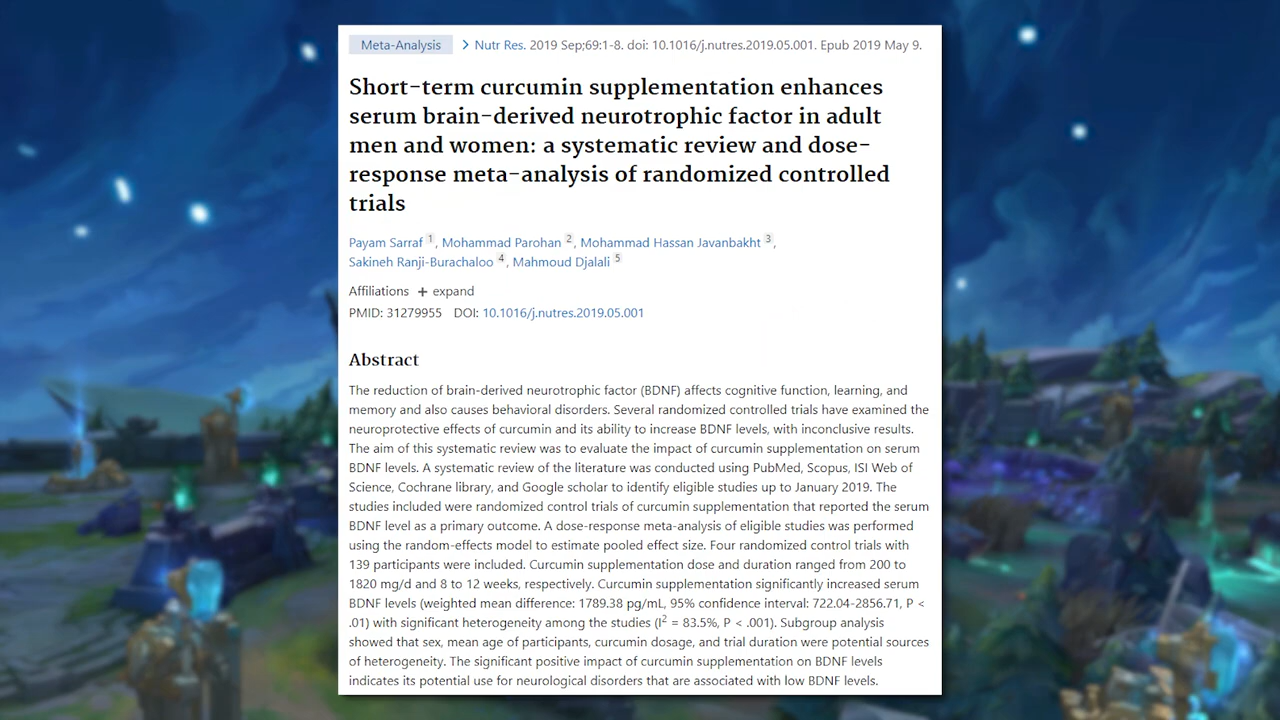 Meta-Analysis > Nutr Res. 2019 Sep;69:1-8. doi: 10.1016/j.nutres.2019.05.001. Epub 2019 May 9.
Short-term curcumin supplementation enhances
serum brain-derived neurotrophic factor in adult
men and women: a systematic review and dose-
response meta-analysis of randomized controlled
trials
Payam Sarraf 1, Mohammad Parohan 2, Mohammad Hassan Javanbakht 3,
Sakineh Ranji-Burachaloo 4, Mahmoud Djalali 5
Affiliations + expand
PMID: 31279955 DOI: 10.1016/j.nutres.2019.05.001
Abstract
The reduction of brain-derived neurotrophic factor (BDNF) affects cognitive function, learning, and
memory and also causes behavioral disorders. Several randomized controlled trials have examined the
neuroprotective effects of curcumin and its ability to increase BDNF levels, with inconclusive results.
The aim of this systematic review was to evaluate the impact of curcumin supplementation on serum
BDNF levels. A systematic review of the literature was conducted using PubMed, Scopus, ISI Web of
Science, Cochrane library, and Google scholar to identify eligible studies up to January 2019. The
studies included were randomized control trials of curcumin supplementation that reported the serum
BDNF level as a primary outcome. A dose-response meta-analysis of eligible studies was performed
using the random-effects model to estimate pooled effect size. Four randomized control trials with
139 participants were included. Curcumin supplementation dose and duration ranged from 200 to
1820 mg/d and 8 to 12 weeks, respectively. Curcumin supplementation significantly increased serum
BDNF levels (weighted mean difference: 1789.38 pg/mL, 95% confidence interval: 722.04-2856.71, P <
.01) with significant heterogeneity among the studies (I2 = 83.5%, P < .001). Subgroup analysis
showed that sex, mean age of participants, curcumin dosage, and trial duration were potential sources
of heterogeneity. The significant positive impact of curcumin supplementation on BDNF levels
indicates its potential use for neurological disorders that are associated with low BDNF levels.